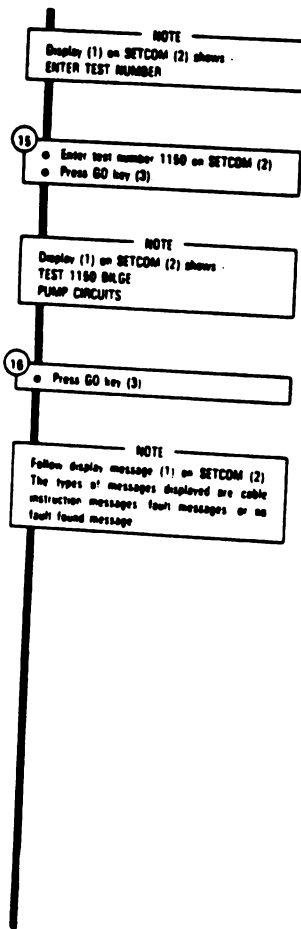 NOTE
Display (1) on SETCOM (2) shows
ENTER TEST NUMBER
15
● Enter test number 1150 on SETCOM (2)
● Press GO key (3)
NOTE
Display (1) on SETCOM (2) shows
TEST 1150 BILGE
PUMP CIRCUITS
16
● Press GO key (3)
NOTE
Follow display message (1) on SETCOM (2)
The types of messages displayed are cable
instruction messages fault messages or no
fault found message